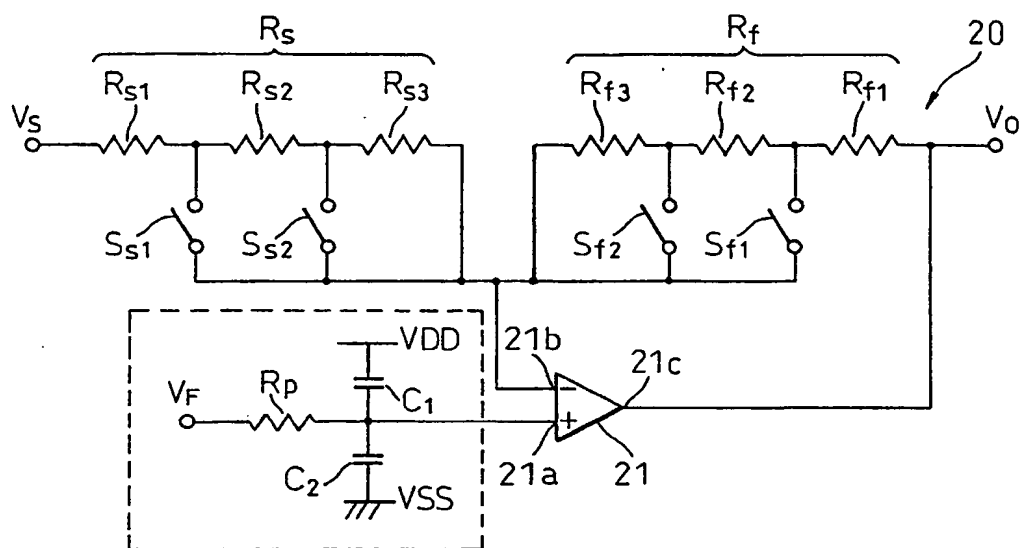 Rs
Rf
20
Rs1
Rs2
Rs3
Rf3
Rf2
Rf1
Vs
Vo
Ss1
Ss2
Sf2
Sf1
VDD
21b
21c
VF
Rp
C1
−
+
C2
21a
21
VSS